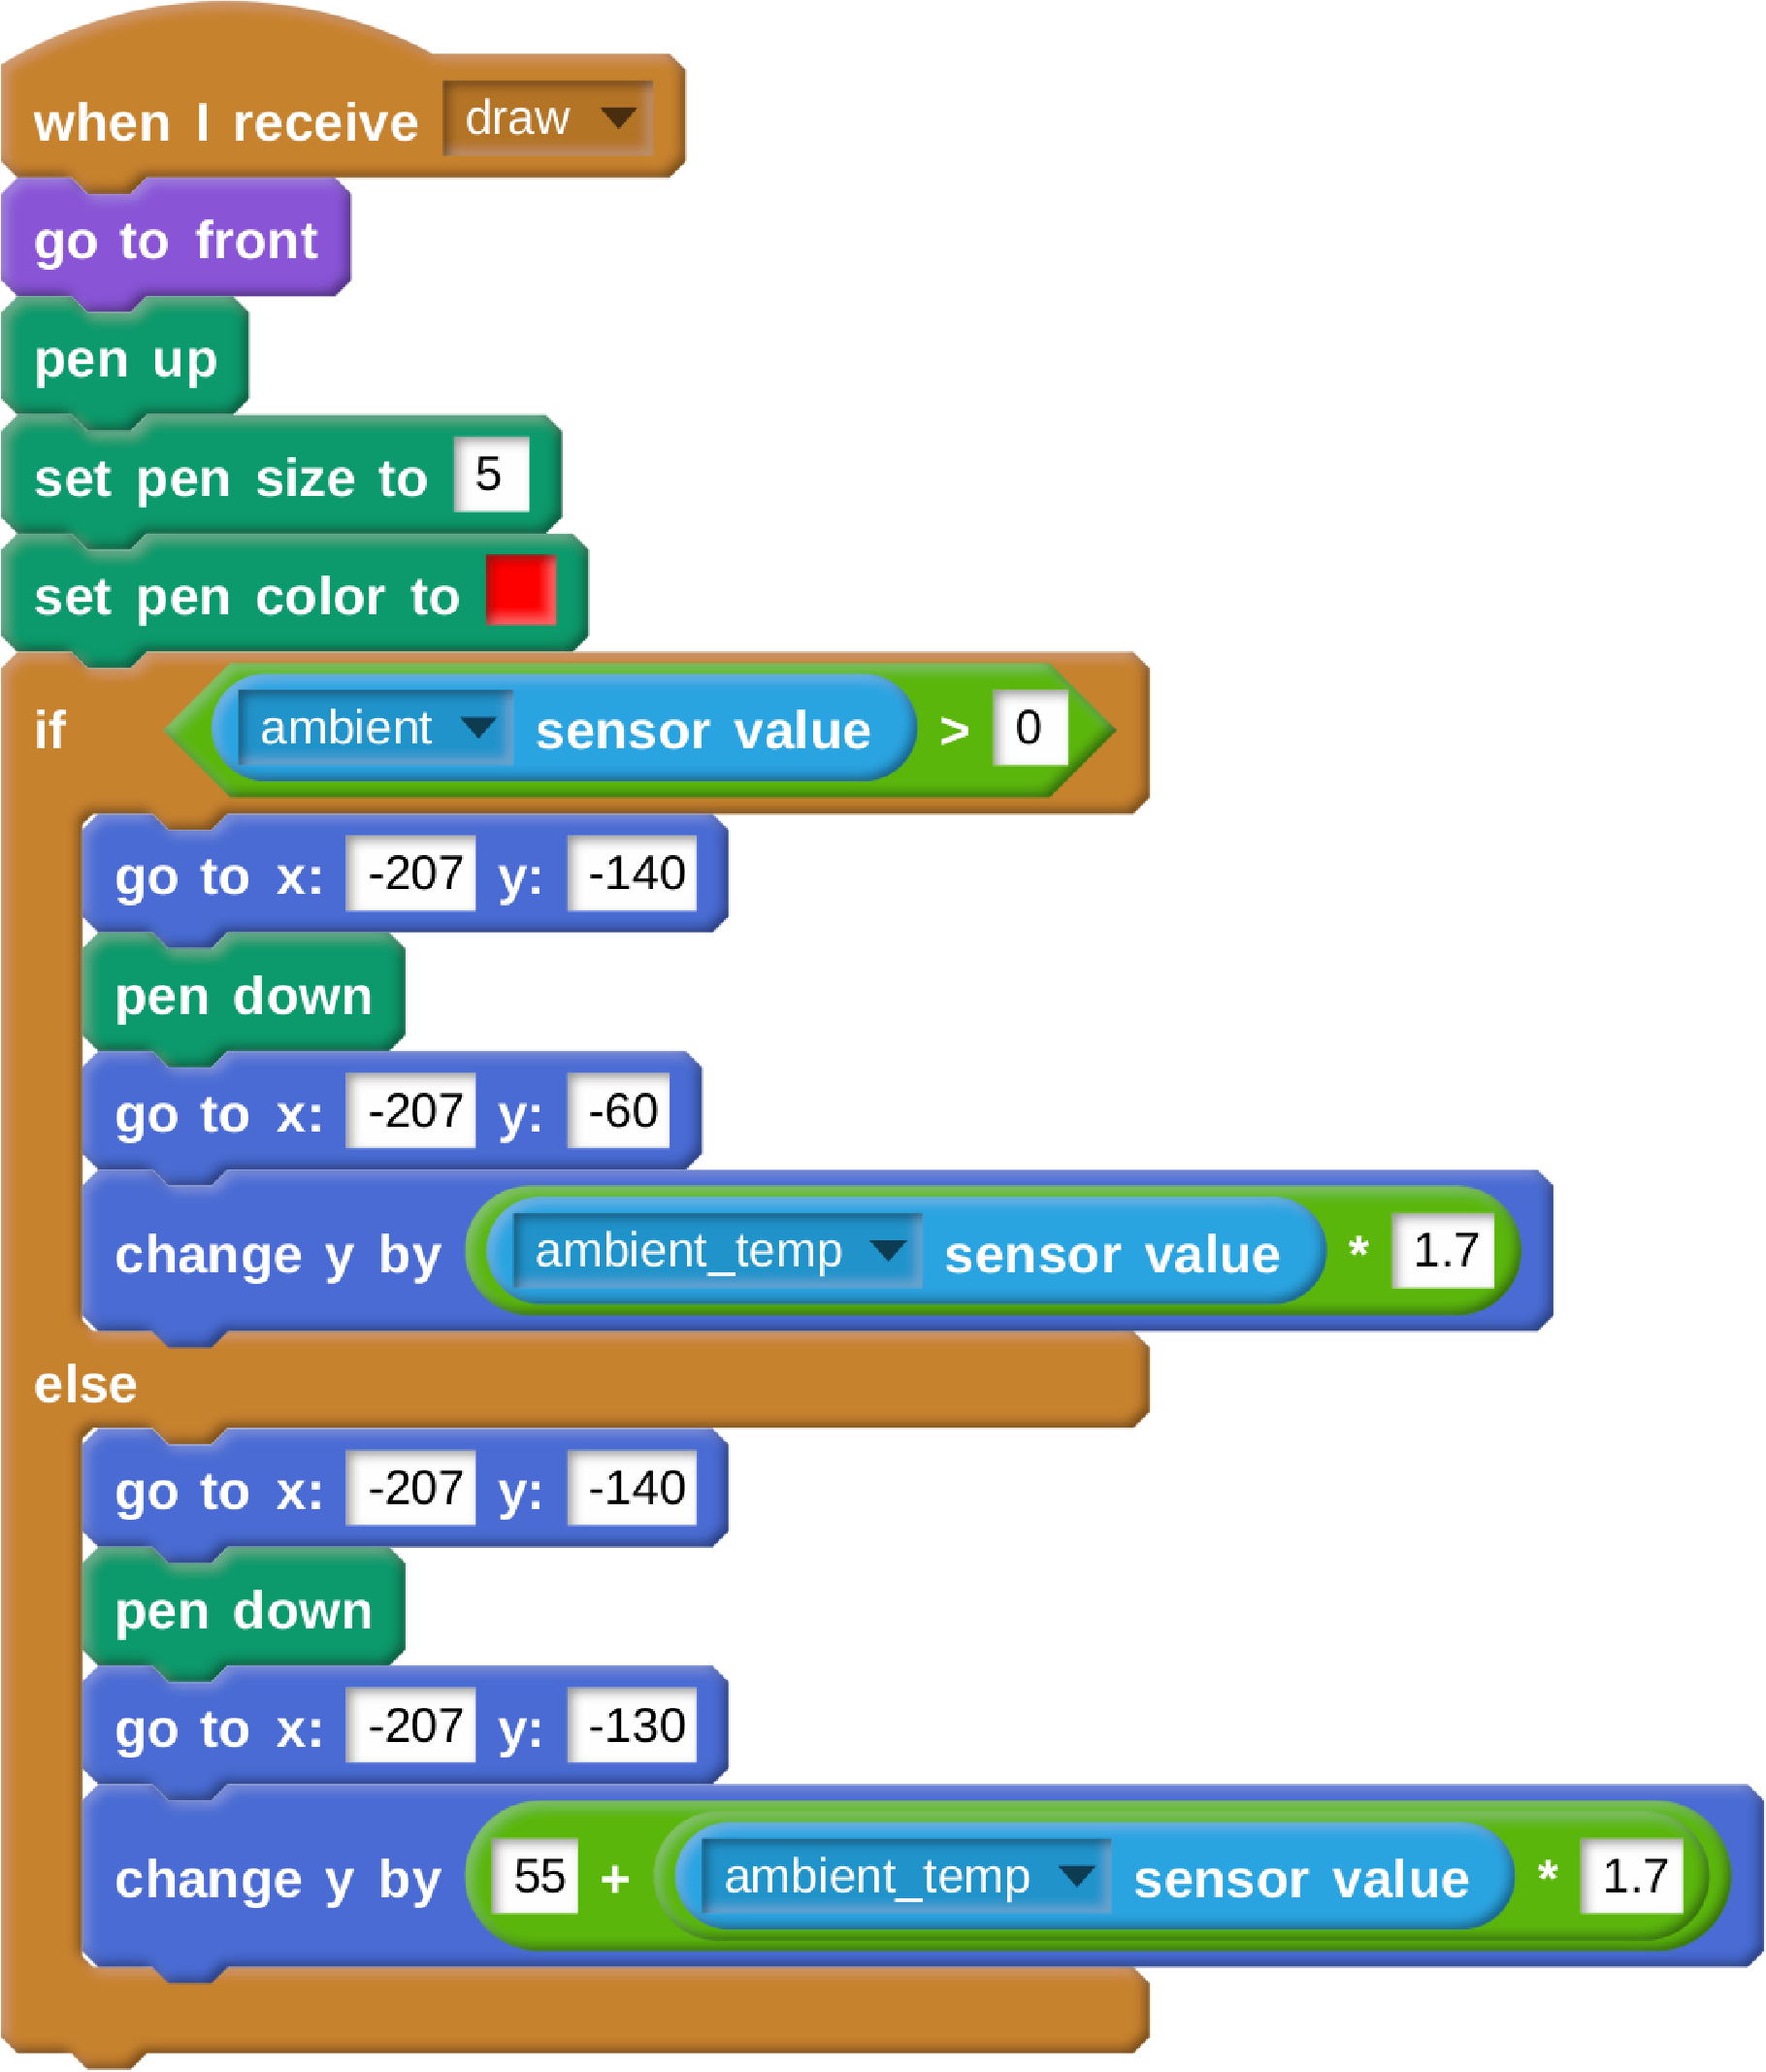 when I receive draw
go to front
pen up
set pen size to 5
set pen color to
if ambient sensor value > 0
go to x: -207 y: -140
pen down
go to x: -207 y: -60
change y by ambient_temp sensor value * 1.7
else
go to x: -207 y: -140
pen down
go to x: -207 y: -130
change y by 55 + ambient_temp sensor value * 1.7